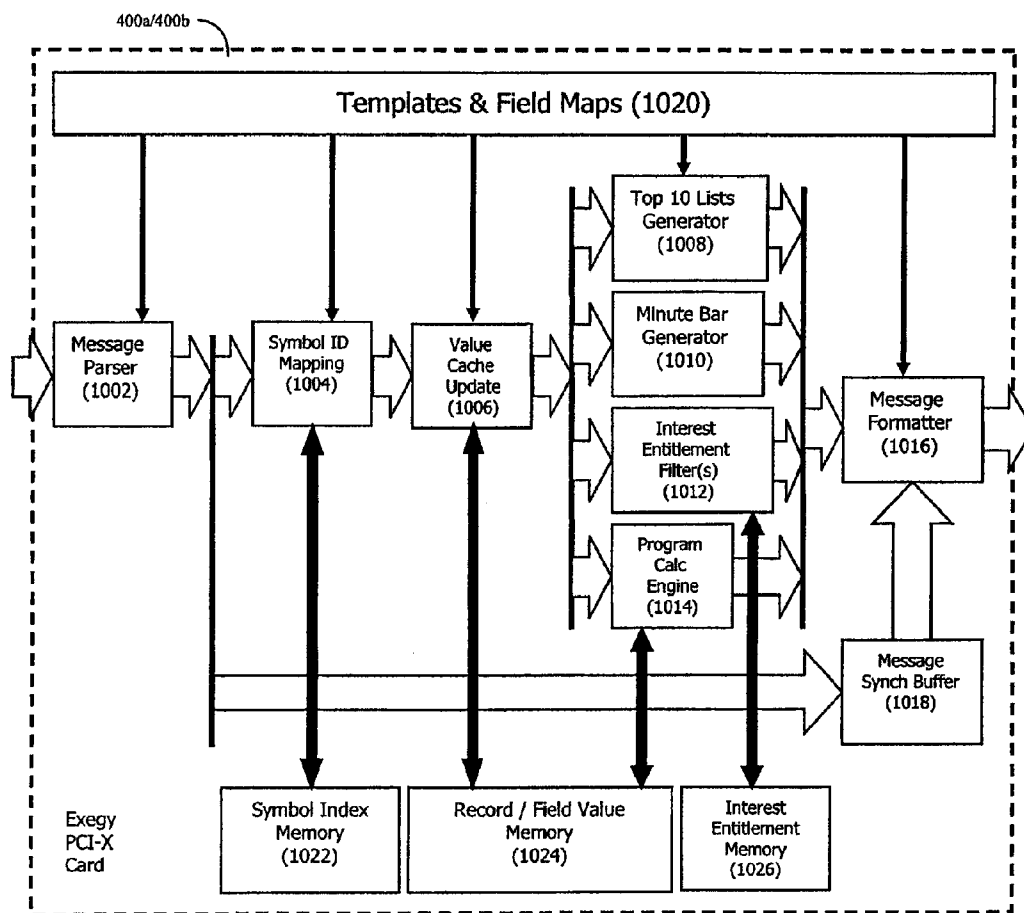 400a/400b
Templates & Field Maps (1020)
Top 10 Lists
Generator
(1008)
Minute Bar
Generator
(1010)
Message
Parser
(1002)
Symbol ID
Mapping
(1004)
Value
Cache
Update
(1006)
Interest
Entitlement
Filter(s)
(1012)
Message
Formatter
(1016)
Program
Calc
Engine
(1014)
Message
Synch Buffer
(1018)
Exegy
PCI-X
Card
Symbol Index
Memory
(1022)
Record / Field Value
Memory
(1024)
Interest
Entitlement
Memory
(1026)